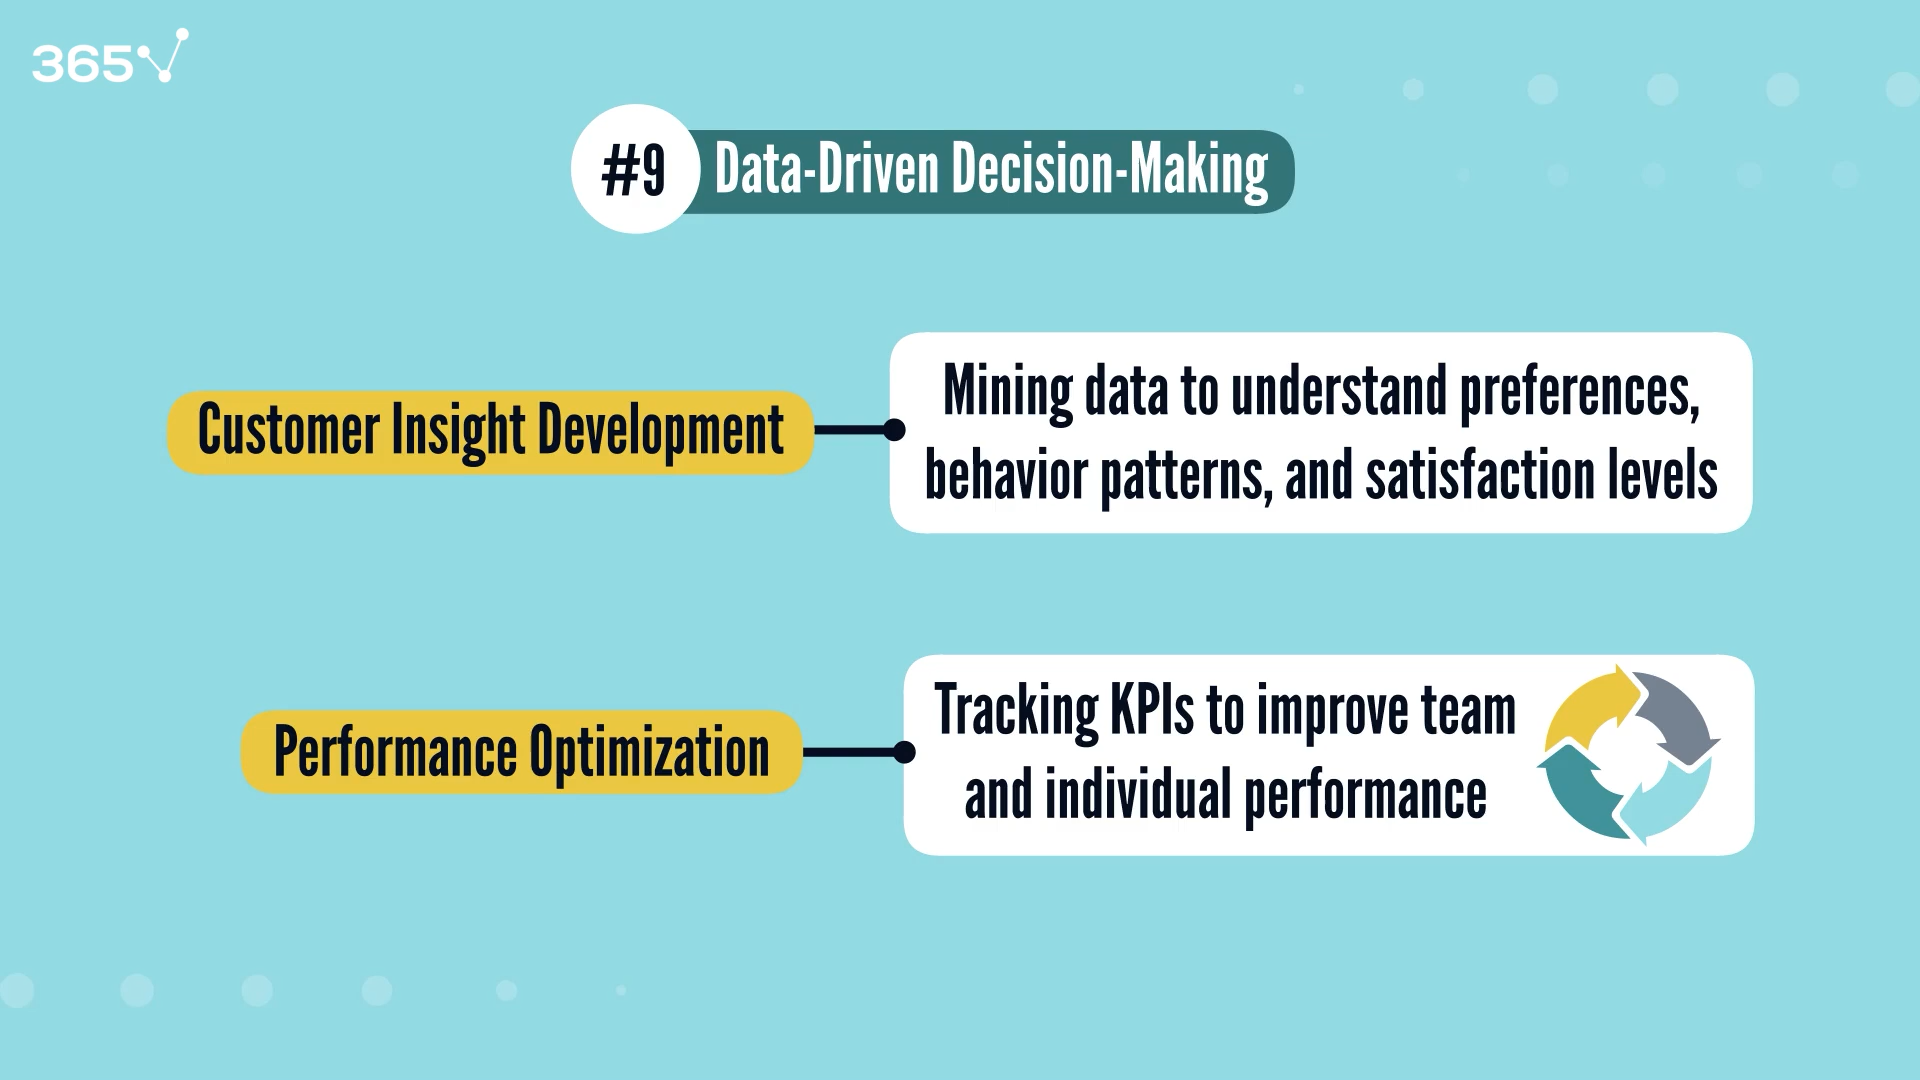 365
#9 Data-Driven Decision-Making
Customer Insight Development
Mining data to understand preferences,
behavior patterns, and satisfaction levels
Performance Optimization
Tracking KPIs to improve team
and individual performance